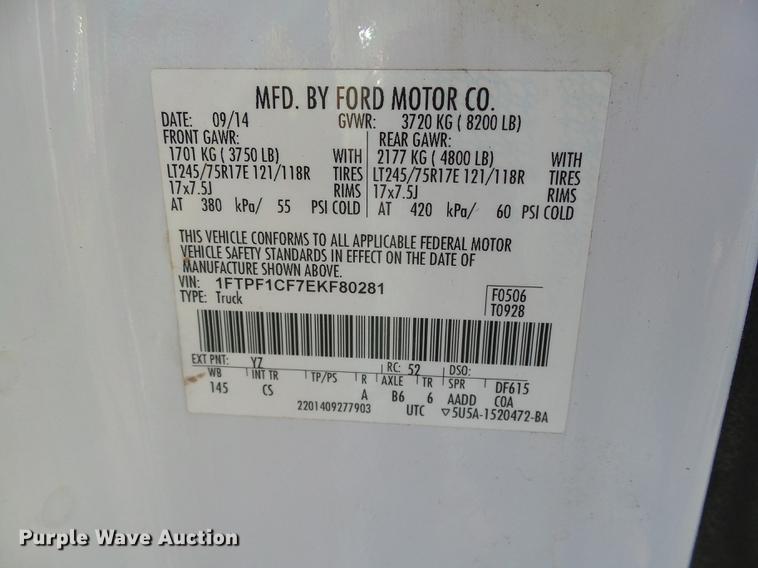 MFD. BY FORD MOTOR CO.
DATE: 09/14 GVWR: 3720 KG ( 8200 LB)
FRONT GAWR: REAR GAWR:
1701 KG ( 3750 LB) WITH 2177 KG ( 4800 LB) WITH
LT245/75R17E 121/118R TIRES LT245/75R17E 121/118R TIRES
17x7.5J RIMS 17x7.5J RIMS
AT 380 kPa/ 55 PSI COLD AT 420 kPa/ 60 PSI COLD
THIS VEHICLE CONFORMS TO ALL APPLICABLE FEDERAL MOTOR
VEHICLE SAFETY STANDARDS IN EFFECT ON THE DATE OF
MANUFACTURE SHOWN ABOVE.
VIN: 1FTPF1CF7EKF80281 F0506
TYPE: Truck T0928
EXT PNT: YZ RC: 52 DSO:
WB INT TR TP/PS R AXLE TR SPR DF615
145 CS A B6 6 AADD C0A
2201409277903 UTC ▽5U5A-1520472-BA
Purple Wave Auction